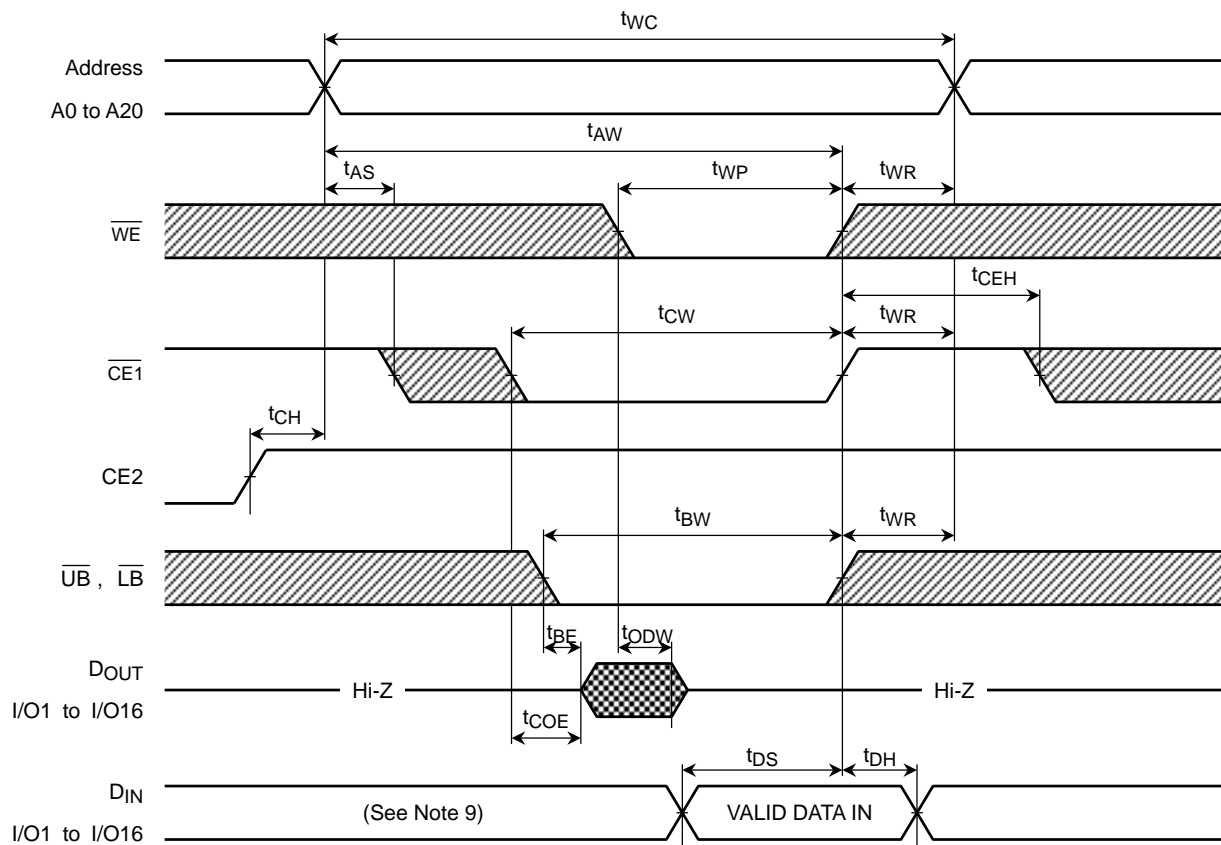 tWC
Address
A0 to A20
tAW
tAS
tWP
tWR
WE
tCEH
tCW
tWR
CE1
tCH
CE2
tBW
tWR
UB , LB
tBE
tODW
DOUT
Hi-Z
Hi-Z
I/O1 to I/O16
tCOE
tDS
tDH
DIN
(See Note 9)
VALID DATA IN
I/O1 to I/O16